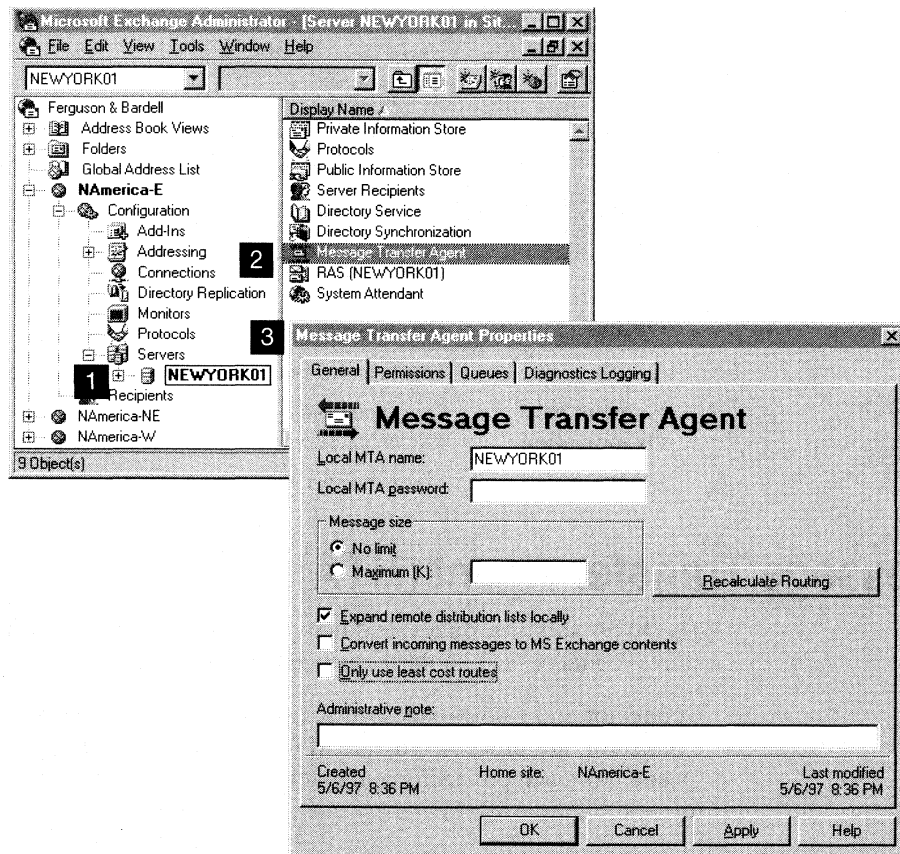 Microsoft Exchange Administrator - [Server NEWYORK01 in Sit...
File Edit View Tools Window Help
NEWYORK01
Ferguson & Bardell
Address Book Views
Folders
Global Address List
NAmerica-E
Configuration
Add-Ins
Addressing
Connections
Directory Replication
Monitors
Protocols
Servers
NEWYORK01
Recipients
NAmerica-NE
NAmerica-W
9 Object(s)
Display Name
Private Information Store
Protocols
Public Information Store
Server Recipients
Directory Service
Directory Synchronization
Message Transfer Agent
RAS (NEWYORK01)
System Attendant
1
2
3
Message Transfer Agent Properties
General Permissions Queues Diagnostics Logging
Message Transfer Agent
Local MTA name: NEWYORK01
Local MTA password:
Message size
No limit
Maximum (K):
Recalculate Routing
Expand remote distribution lists locally
Convert incoming messages to MS Exchange contents
Only use least cost routes
Administrative note:
Created Home site: NAmerica-E Last modified
5/6/97 8:36 PM 5/6/97 8:36 PM
OK Cancel Apply Help